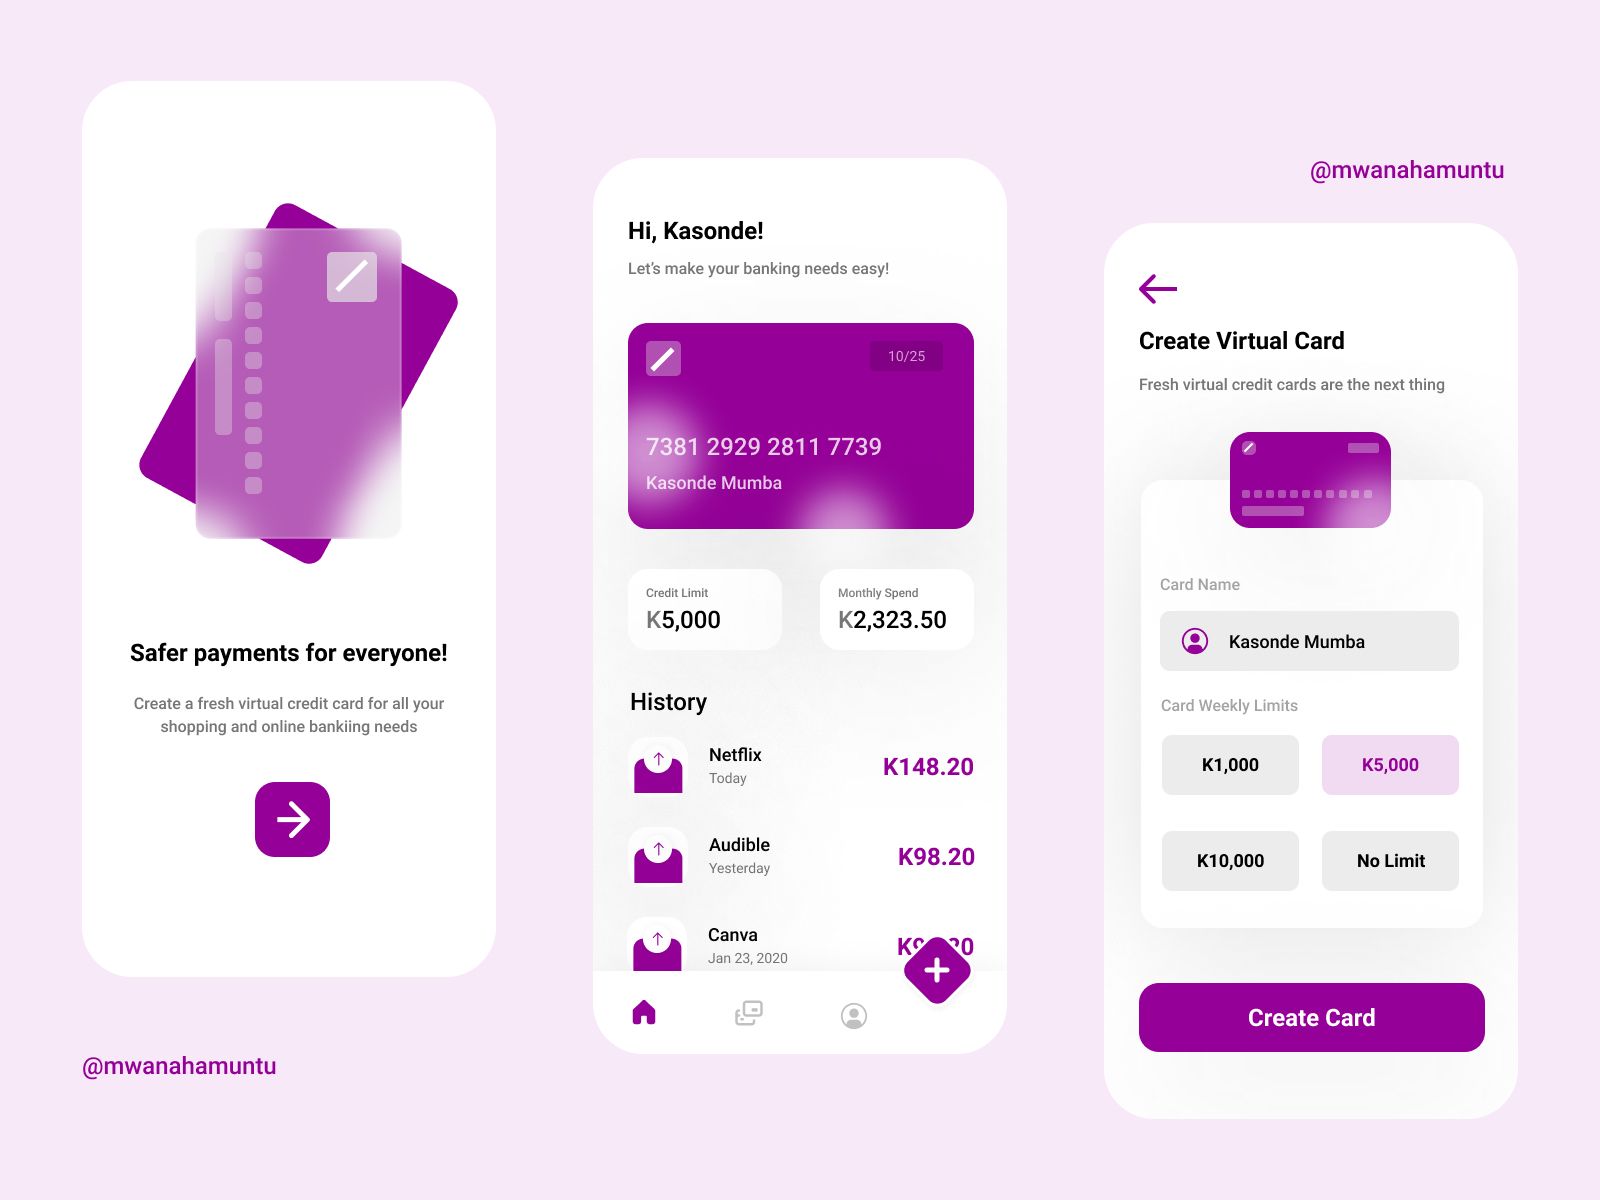 Safer payments for everyone!
Create a fresh virtual credit card for all your
shopping and online bankiing needs
@mwanahamuntu
Hi, Kasonde!
Let's make your banking needs easy!
10/25
7381 2929 2811 7739
Kasonde Mumba
Credit Limit
K5,000
Monthly Spend
K2,323.50
History
Netflix
Today
K148.20
Audible
Yesterday
K98.20
Canva
Jan 23, 2020
@mwanahamuntu
Create Virtual Card
Fresh virtual credit cards are the next thing
Card Name
Kasonde Mumba
Card Weekly Limits
K1,000
K5,000
K10,000
No Limit
Create Card